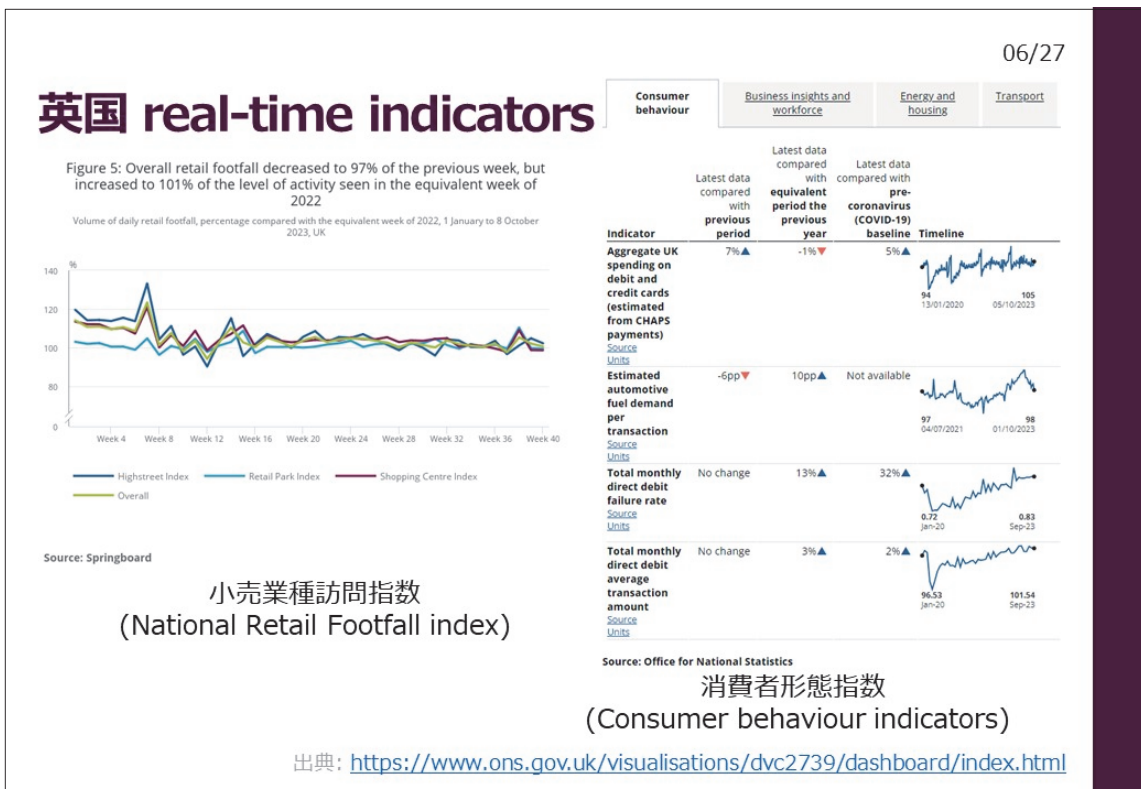 06/27
英国 real-time indicators
Figure 5: Overall retail footfall decreased to 97% of the previous week, but
increased to 101% of the level of activity seen in the equivalent week of
2022
Volume of daily retail footfall, percentage compared with the equivalent week of 2022, 1 January to 8 October
2023, UK
%
140
120
100
80
0
Week 4 Week 8 Week 12 Week 16 Week 20 Week 24 Week 28 Week 32 Week 36 Week 40
Highstreet Index Retail Park Index Shopping Centre Index
Overall
Source: Springboard
小売業種訪問指数
(National Retail Footfall index)
Consumer
behaviour
Business insights and
workforce
Energy and
housing
Transport
Indicator
Latest data
compared
with
previous
period
Latest data
compared
with
equivalent
period the
previous
year
Latest data
compared with
pre-
coronavirus
(COVID-19)
baseline
Timeline
Aggregate UK
spending on
debit and
credit cards
(estimated
from CHAPS
payments)
Source
Units
7%▲ -1%▼ 5%▲
94 105
13/01/2020 05/10/2023
Estimated
automotive
fuel demand
per
transaction
Source
Units
-6pp▼ 10pp▲ Not available
97 98
04/07/2021 01/10/2023
Total monthly
direct debit
failure rate
Source
Units
No change 13%▲ 32%▲
0.72 0.83
Jan-20 Sep-23
Total monthly
direct debit
average
transaction
amount
Source
Units
No change 3%▲ 2%▲
96.53 101.54
Jan-20 Sep-23
Source: Office for National Statistics
消費者形態指数
(Consumer behaviour indicators)
出典: https://www.ons.gov.uk/visualisations/dvc2739/dashboard/index.html